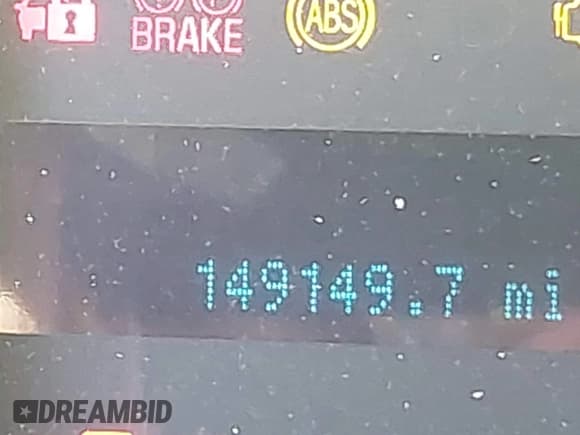 BRAKE
ABS
149149.7 mi
DREAMBID